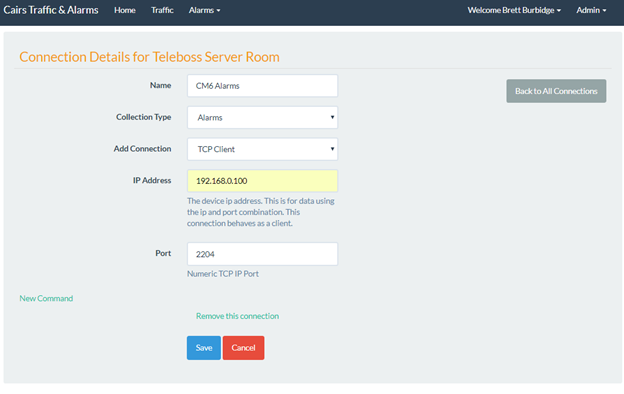 Cairs Traffic & Alarms Home Traffic Alarms Welcome Brett Burbidge Admin
Connection Details for Teleboss Server Room
Name CM6 Alarms Back to All Connections
Collection Type Alarms
Add Connection TCP Client
IP Address 192.168.0.100
The device ip address. This is for data using
the ip and port combination. This
connection behaves as a client.
Port 2204
Numeric TCP IP Port
New Command
Remove this connection
Save Cancel